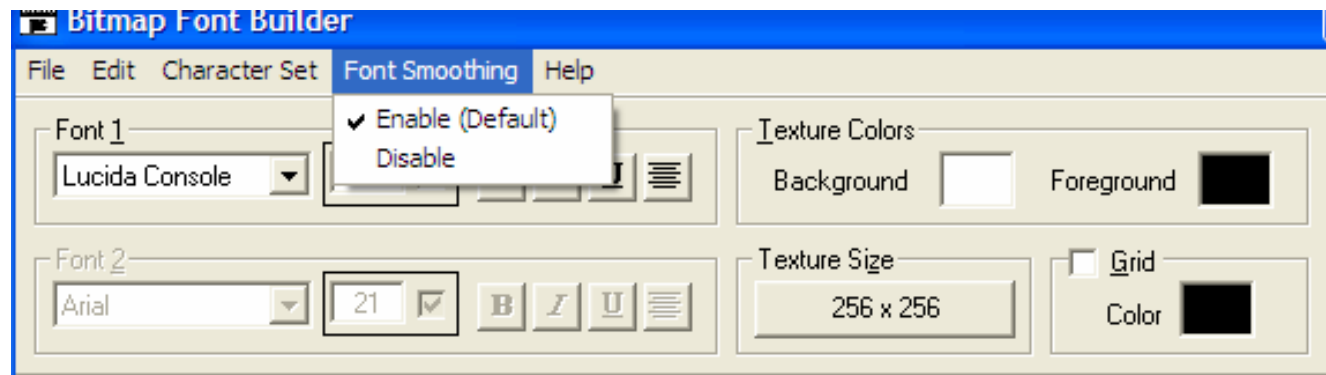 Bitmap Font Builder
File Edit Character Set Font Smoothing Help
Enable (Default)
Disable
Font 1
Lucida Console
U
Texture Colors
Background
Foreground
Font 2
Arial
21
B I U
Texture Size
256 x 256
Grid
Color